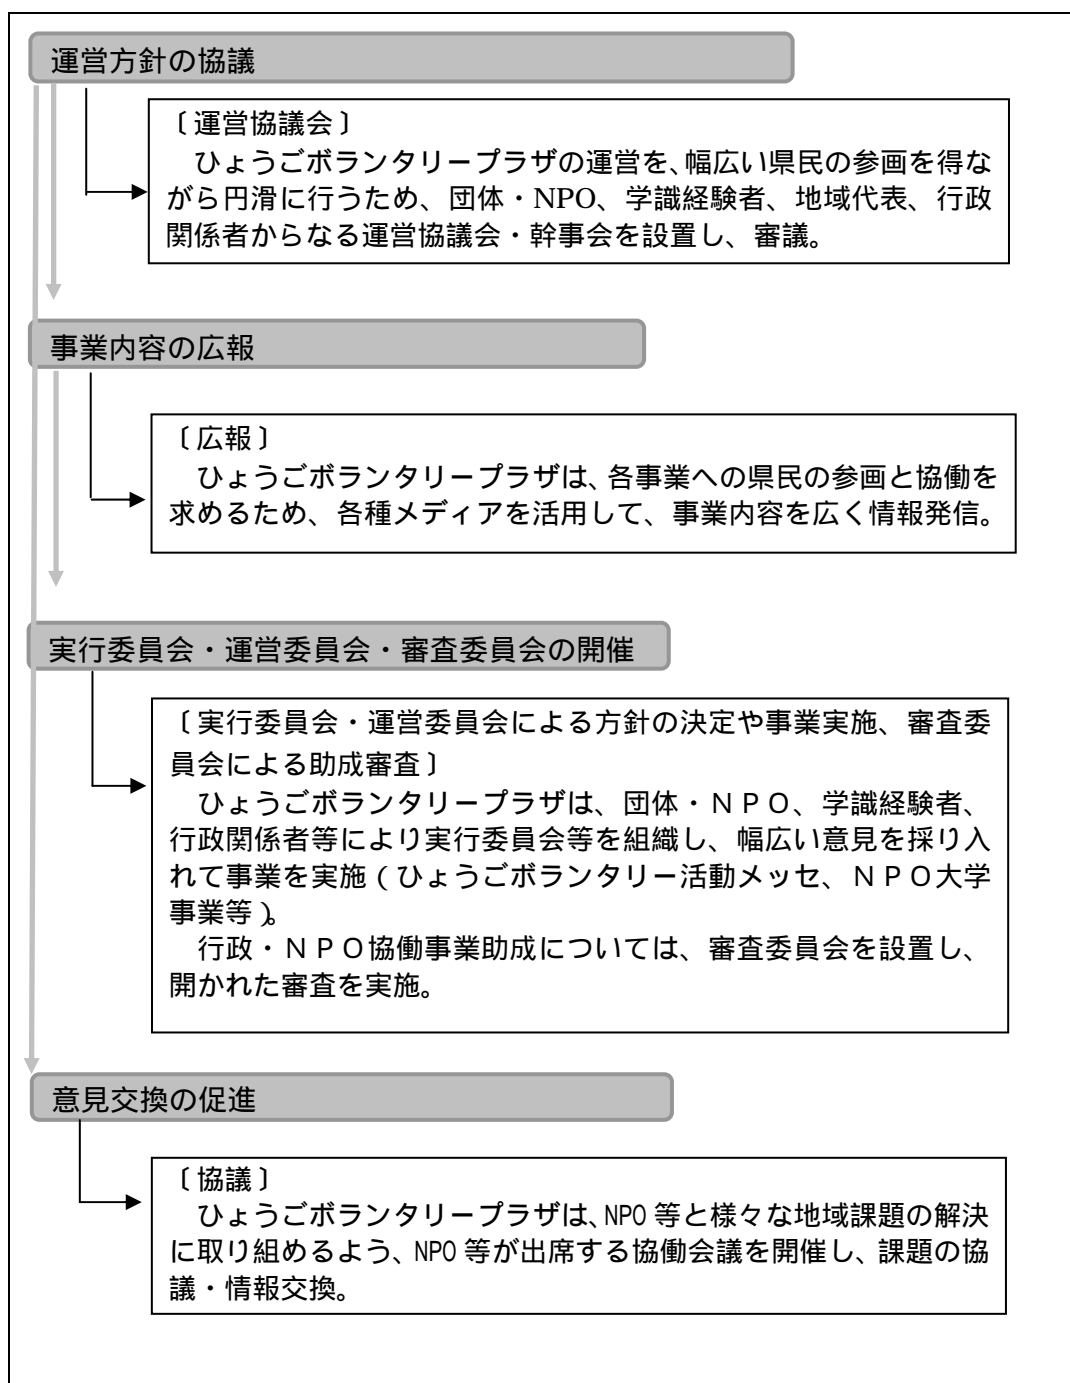 運営方針の協議
〔運営協議会〕
ひょうごボランタリープラザの運営を、幅広い県民の参画を得な
がら円滑に行うため、団体・NPO、学識経験者、地域代表、行政
関係者からなる運営協議会・幹事会を設置し、審議。
事業内容の広報
〔広報〕
ひょうごボランタリープラザは、各事業への県民の参画と協働を
求めるため、各種メディアを活用して、事業内容を広く情報発信。
実行委員会・運営委員会・審査委員会の開催
〔実行委員会・運営委員会による方針の決定や事業実施、審査委
員会による助成審査〕
ひょうごボランタリープラザは、団体・ＮＰＯ、学識経験者、
行政関係者等により実行委員会等を組織し、幅広い意見を採り入
れて事業を実施（ひょうごボランタリー活動メッセ、ＮＰＯ大学
事業等）。
行政・ＮＰＯ協働事業助成については、審査委員会を設置し、
開かれた審査を実施。
意見交換の促進
〔協議〕
ひょうごボランタリープラザは、NPO 等と様々な地域課題の解決
に取り組めるよう、NPO 等が出席する協働会議を開催し、課題の協
議・情報交換。